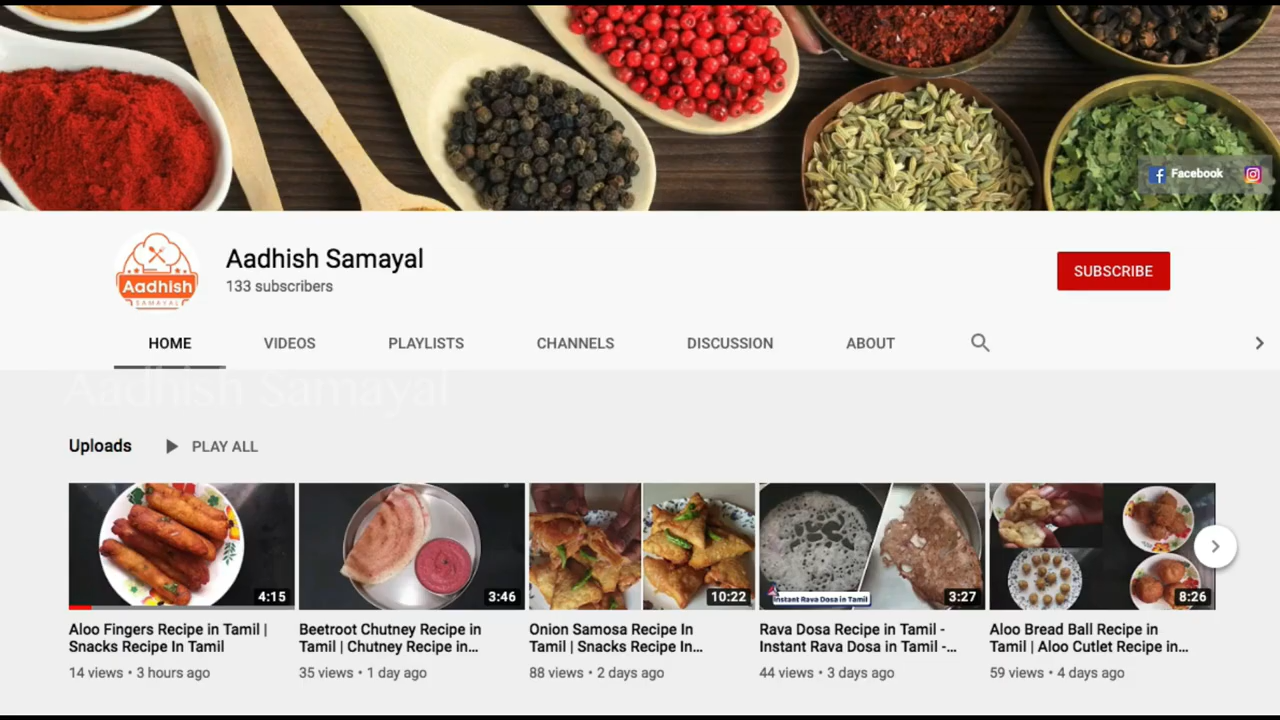 Facebook
Aadhish
SAMAYAL
Aadhish Samayal
133 subscribers
SUBSCRIBE
HOME VIDEOS PLAYLISTS CHANNELS DISCUSSION ABOUT
Aadhish Samayal
Uploads PLAY ALL
4:15
3:46
10:22
Instant Rava Dosa in Tamil
3:27
8:26
Aloo Fingers Recipe in Tamil |
Snacks Recipe In Tamil
14 views • 3 hours ago
Beetroot Chutney Recipe in
Tamil | Chutney Recipe in...
35 views • 1 day ago
Onion Samosa Recipe In
Tamil | Snacks Recipe In...
88 views • 2 days ago
Rava Dosa Recipe in Tamil -
Instant Rava Dosa in Tamil -...
44 views • 3 days ago
Aloo Bread Ball Recipe in
Tamil | Aloo Cutlet Recipe in...
59 views • 4 days ago